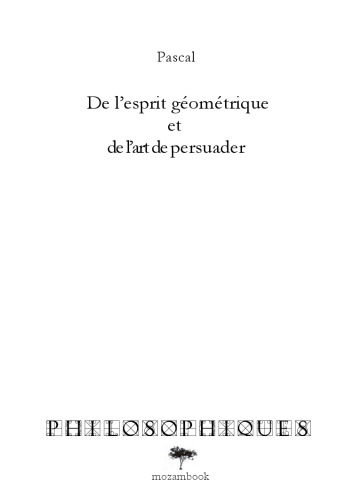 Pascal
De l’esprit géométrique
et
de l’art de persuader
PHILOSOPHIQUES
mozambook